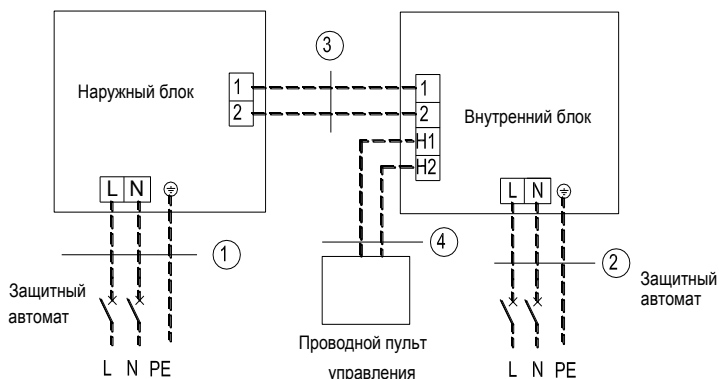 3
Наружный блок
1
2
1
2
H1
H2
Внутренний блок
L N
L N
1
4
2
Защитный
автомат
Защитный
автомат
Проводной пульт
управления
L N PE
L N PE